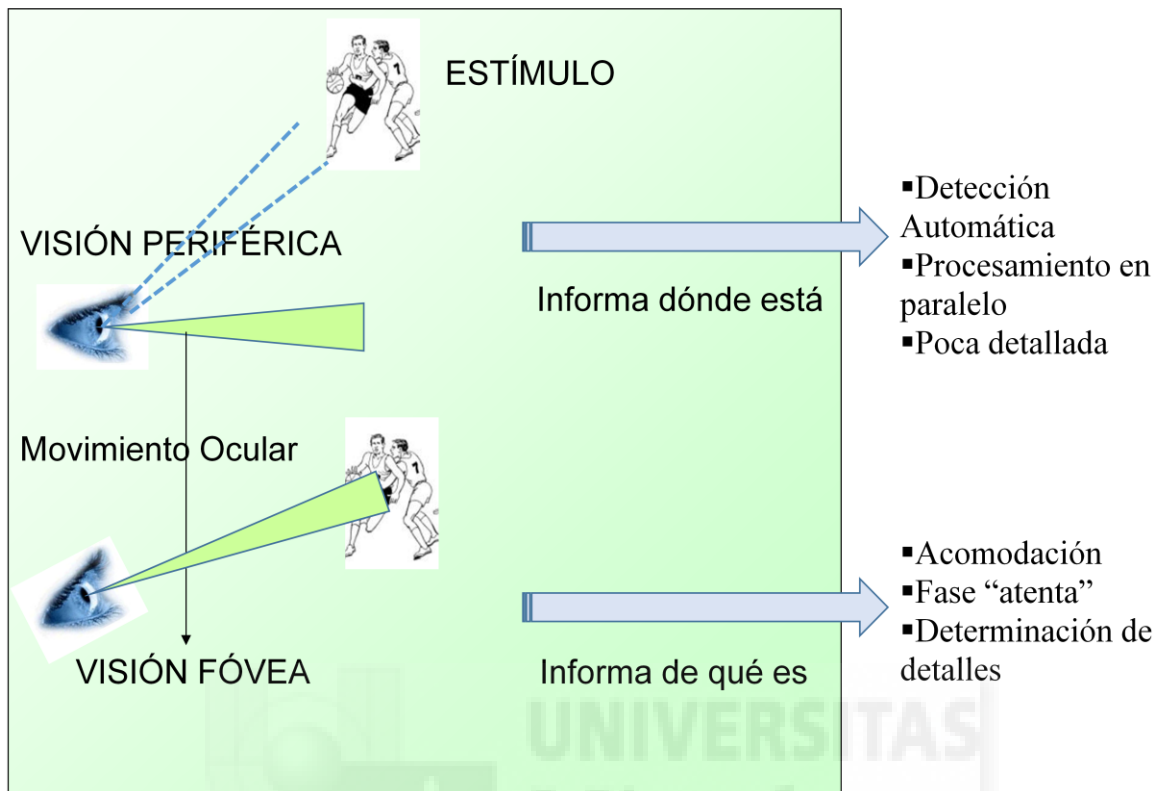 ESTÍMULO
VISIÓN PERIFÉRICA
Informa dónde está
▪Detección
Automática
▪Procesamiento en
paralelo
▪Poca detallada
Movimiento Ocular
VISIÓN FÓVEA
Informa de qué es
▪Acomodación
▪Fase “atenta”
▪Determinación de
detalles
UNIVERSITAS